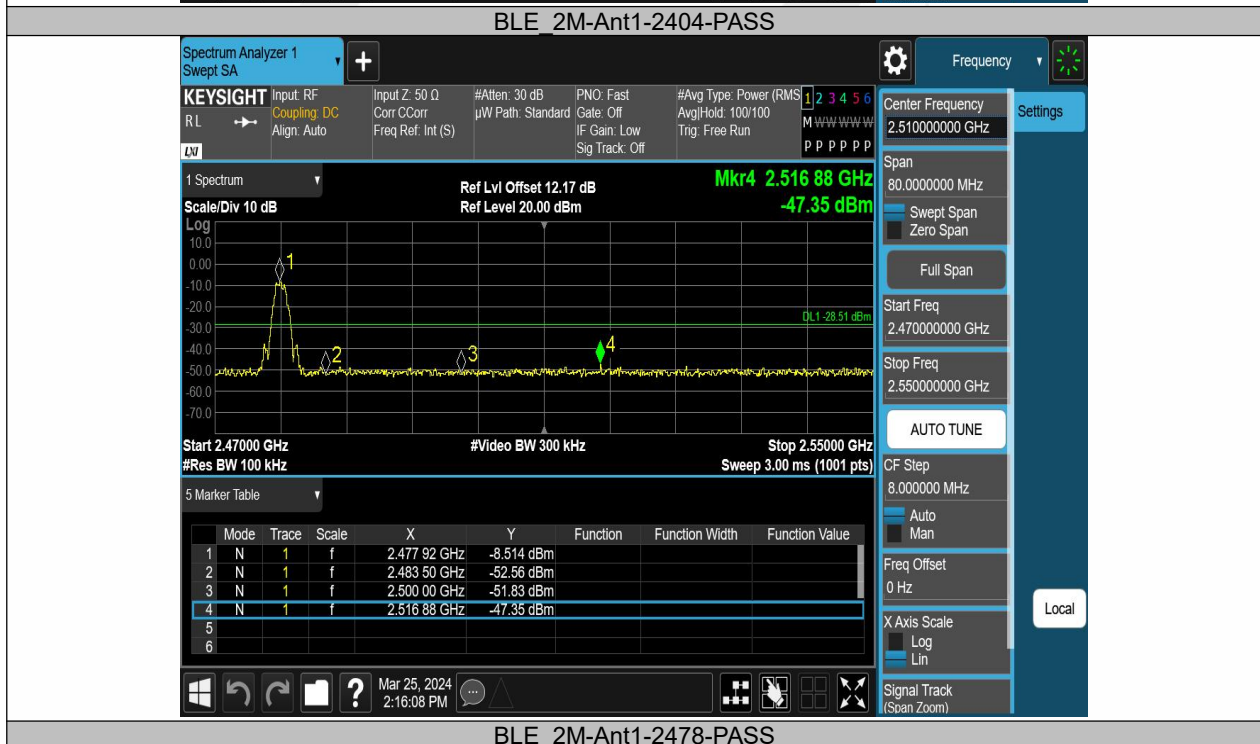 BLE_2M-Ant1-2404-PASS
Spectrum Analyzer 1
Swept SA
+
Frequency
KEYSIGHT
RL
LXI
Input: RF
Coupling: DC
Align: Auto
Input Z: 50 Ω
Corr CCorr
Freq Ref: Int (S)
#Atten: 30 dB
µW Path: Standard
PNO: Fast
Gate: Off
IF Gain: Low
Sig Track: Off
#Avg Type: Power (RMS
Avg|Hold: 100/100
Trig: Free Run
1 2 3 4 5 6
M W W W W W
P P P P P P
Settings
Center Frequency
2.510000000 GHz
Span
80.0000000 MHz
Swept Span
Zero Span
Full Span
Start Freq
2.470000000 GHz
Stop Freq
2.550000000 GHz
AUTO TUNE
CF Step
8.000000 MHz
Auto
Man
Freq Offset
0 Hz
X Axis Scale
Log
Lin
Signal Track
(Span Zoom)
Local
1 Spectrum
Scale/Div 10 dB
Ref Lvl Offset 12.17 dB
Ref Level 20.00 dBm
Mkr4 2.516 88 GHz
-47.35 dBm
Log
10.0
0.00
-10.0
-20.0
-30.0
-40.0
-50.0
-60.0
-70.0
1
2
3
4
DL1 -28.51 dBm
Start 2.47000 GHz
#Res BW 100 kHz
#Video BW 300 kHz
Stop 2.55000 GHz
Sweep 3.00 ms (1001 pts)
5 Marker Table
Mode Trace Scale X Y Function Function Width Function Value
1 N 1 f 2.477 92 GHz -8.514 dBm
2 N 1 f 2.483 50 GHz -52.56 dBm
3 N 1 f 2.500 00 GHz -51.83 dBm
4 N 1 f 2.516 88 GHz -47.35 dBm
5
6
?
Mar 25, 2024
2:16:08 PM
BLE_2M-Ant1-2478-PASS